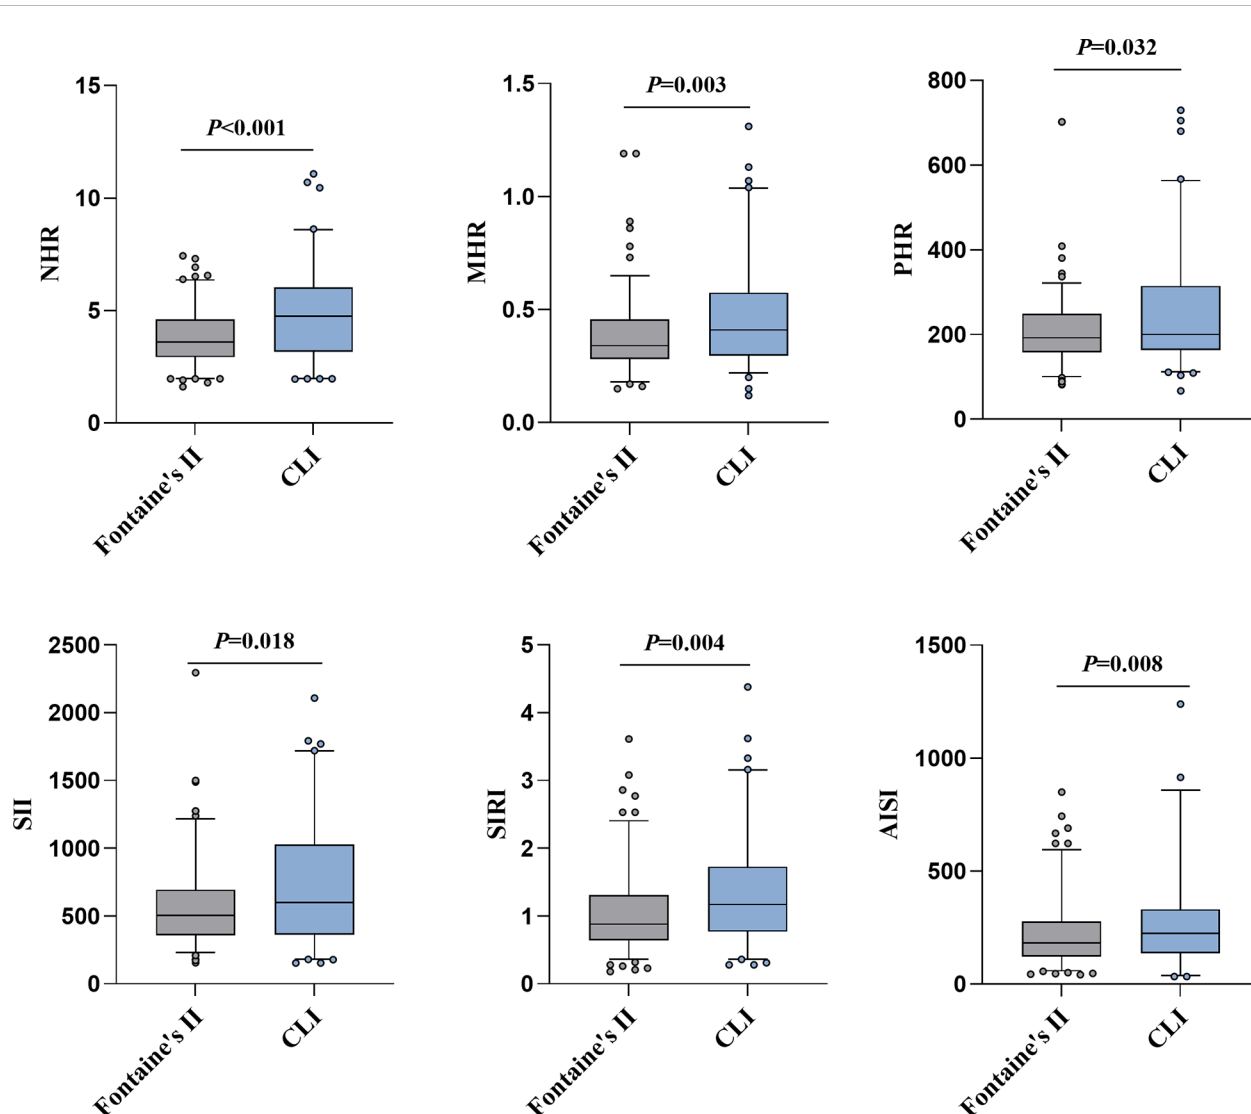 P<0.001
NHR
15
10
5
0
Fontaine's II
CLI
P=0.003
MHR
1.5
1.0
0.5
0.0
Fontaine's II
CLI
P=0.032
PHR
800
600
400
200
0
Fontaine's II
CLI
P=0.018
SII
2500
2000
1500
1000
500
0
Fontaine's II
CLI
P=0.004
SIRI
5
4
3
2
1
0
Fontaine's II
CLI
P=0.008
AISI
1500
1000
500
0
Fontaine's II
CLI